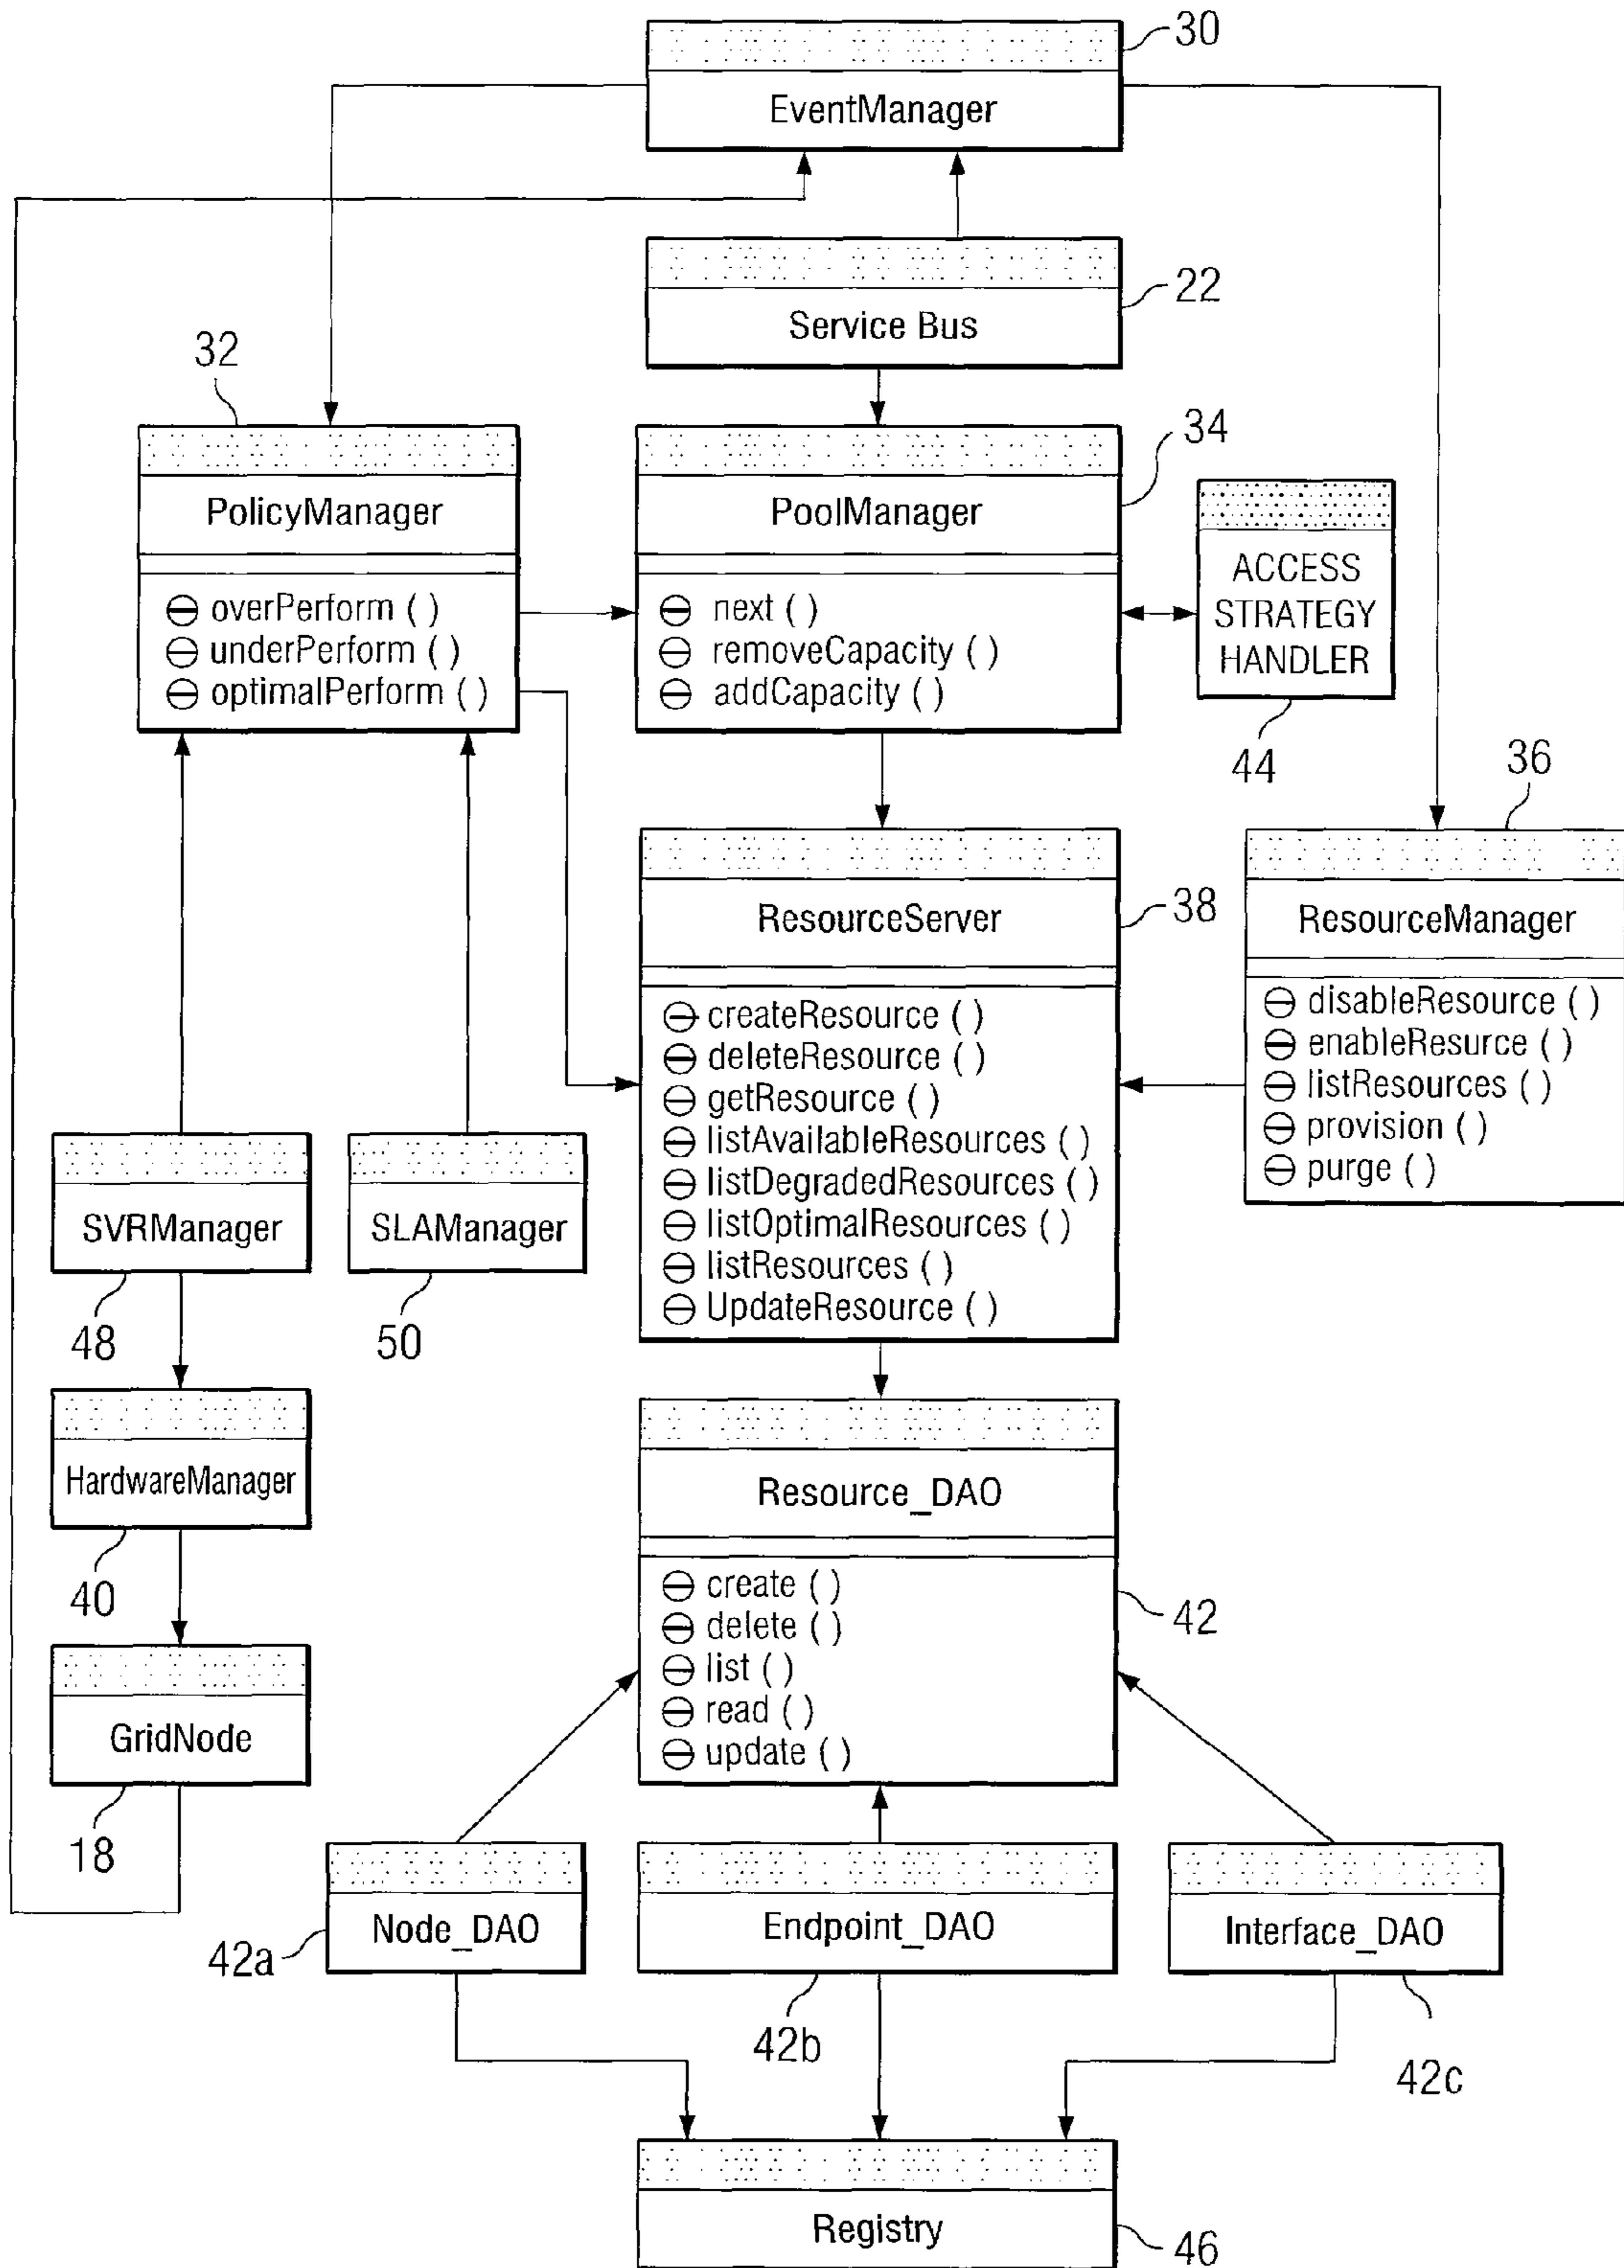 30
EventManager
22
Service Bus
32
PolicyManager
overPerform ( )
underPerform ( )
optimalPerform ( )
34
PoolManager
next ( )
removeCapacity ( )
addCapacity ( )
ACCESS
STRATEGY
HANDLER
44
36
ResourceManager
disableResource ( )
enableResurce ( )
listResources ( )
provision ( )
purge ( )
38
ResourceServer
createResource ( )
deleteResource ( )
getResource ( )
listAvailableResources ( )
listDegradedResources ( )
listOptimalResources ( )
listResources ( )
UpdateResource ( )
SVRManager
48
SLAManager
50
HardwareManager
40
GridNode
18
Resource_DAO
create ( )
delete ( )
list ( )
read ( )
update ( )
42
Node_DAO
42a
Endpoint_DAO
42b
Interface_DAO
42c
Registry
46